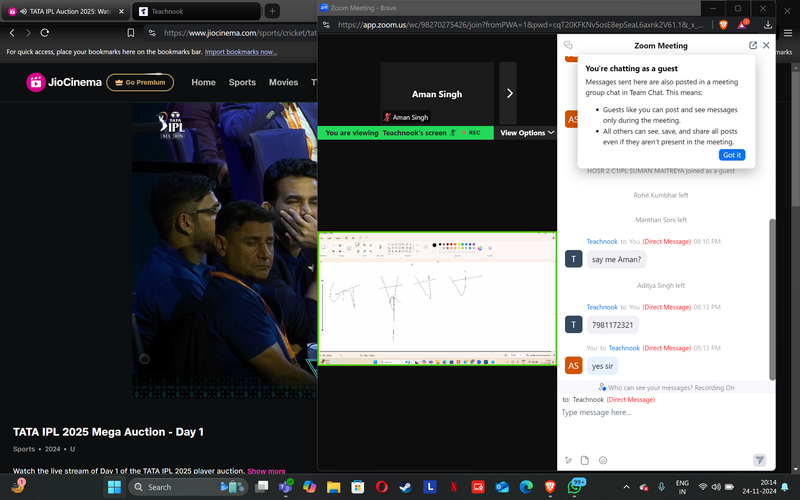 TATA IPL Auction 2025: Wat
Teachnook
Zoom Meeting - Brave
https://www.jiocinema.com/sports/cricket/tat
https://app.zoom.us/wc/98270275426/join?fromPWA=1&pwd=cqT20KFKNv5osE8epSeaL6axnk2V61.1&_x_...
For quick access, place your bookmarks here on the bookmarks bar. Import bookmarks now...
JioCinema
Go Premium
Home
Sports
Movies
TATA
IPL
AUCTION
Aman Singh
Aman Singh
You are viewing Teachnook's screen
REC
View Options
GT
Zoom Meeting
You're chatting as a guest
Messages sent here are also posted in a meeting
group chat in Team Chat. This means:
• Guests like you can post and see messages
only during the meeting.
• All others can see, save, and share all posts
even if they aren't present in the meeting.
Got it
AS
HOSR 2 C1IPL SUMAN MAITREYA joined as a guest
Rohit Kumbhar left
Manthan Soni left
Teachnook to You (Direct Message) 08:10 PM
T
say me Aman?
Aditya Singh left
Teachnook to You (Direct Message) 08:13 PM
T
7981172321
You to Teachnook (Direct Message) 08:13 PM
AS
yes sir
Who can see your messages? Recording On
to: Teachnook (Direct Message)
Type message here...
TATA IPL 2025 Mega Auction - Day 1
Sports • 2024 • U
Watch the live stream of Day 1 of the TATA IPL 2025 player auction. Show more
Search
99+
ENG
IN
20:14
24-11-2024